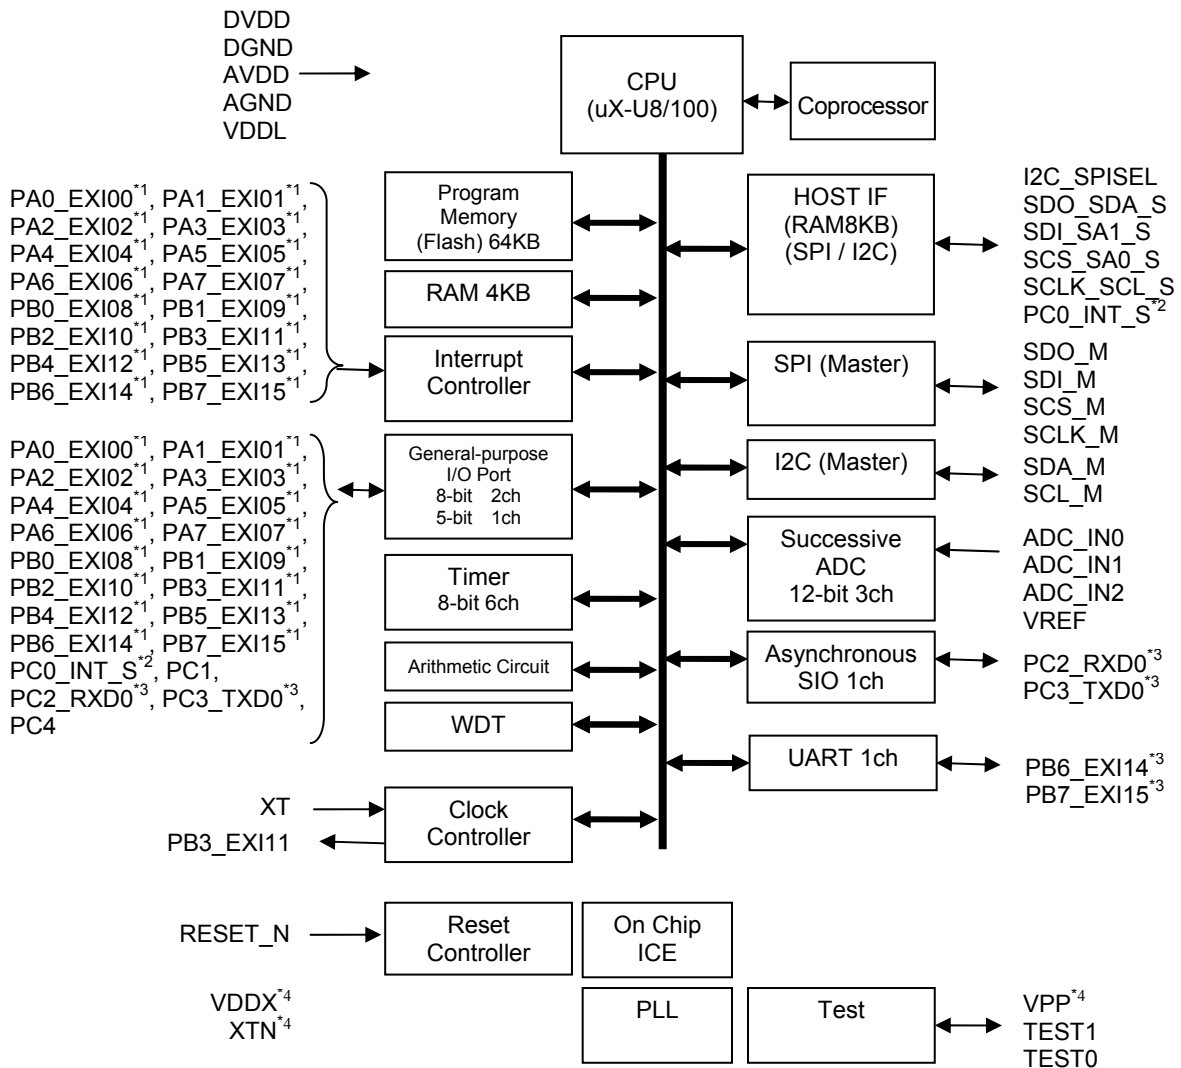 DVDD
DGND
AVDD
AGND
VDDL
CPU
(uX-U8/100)
Coprocessor
PA0_EXI00*1, PA1_EXI01*1,
PA2_EXI02*1, PA3_EXI03*1,
PA4_EXI04*1, PA5_EXI05*1,
PA6_EXI06*1, PA7_EXI07*1,
PB0_EXI08*1, PB1_EXI09*1,
PB2_EXI10*1, PB3_EXI11*1,
PB4_EXI12*1, PB5_EXI13*1,
PB6_EXI14*1, PB7_EXI15*1
Program
Memory
(Flash) 64KB
RAM 4KB
Interrupt
Controller
HOST IF
(RAM8KB)
(SPI / I2C)
I2C_SPISEL
SDO_SDA_S
SDI_SA1_S
SCS_SA0_S
SCLK_SCL_S
PC0_INT_S*2
SPI (Master)
SDO_M
SDI_M
SCS_M
SCLK_M
PA0_EXI00*1, PA1_EXI01*1,
PA2_EXI02*1, PA3_EXI03*1,
PA4_EXI04*1, PA5_EXI05*1,
PA6_EXI06*1, PA7_EXI07*1,
PB0_EXI08*1, PB1_EXI09*1,
PB2_EXI10*1, PB3_EXI11*1,
PB4_EXI12*1, PB5_EXI13*1,
PB6_EXI14*1, PB7_EXI15*1
PC0_INT_S*2, PC1,
PC2_RXD0*3, PC3_TXD0*3,
PC4
General-purpose
I/O Port
8-bit 2ch
5-bit 1ch
Timer
8-bit 6ch
Arithmetic Circuit
WDT
I2C (Master)
SDA_M
SCL_M
Successive
ADC
12-bit 3ch
ADC_IN0
ADC_IN1
ADC_IN2
VREF
Asynchronous
SIO 1ch
PC2_RXD0*3
PC3_TXD0*3
UART 1ch
PB6_EXI14*3
PB7_EXI15*3
XT
PB3_EXI11
Clock
Controller
RESET_N
Reset
Controller
On Chip
ICE
VDDX*4
XTN*4
PLL
Test
VPP*4
TEST1
TEST0